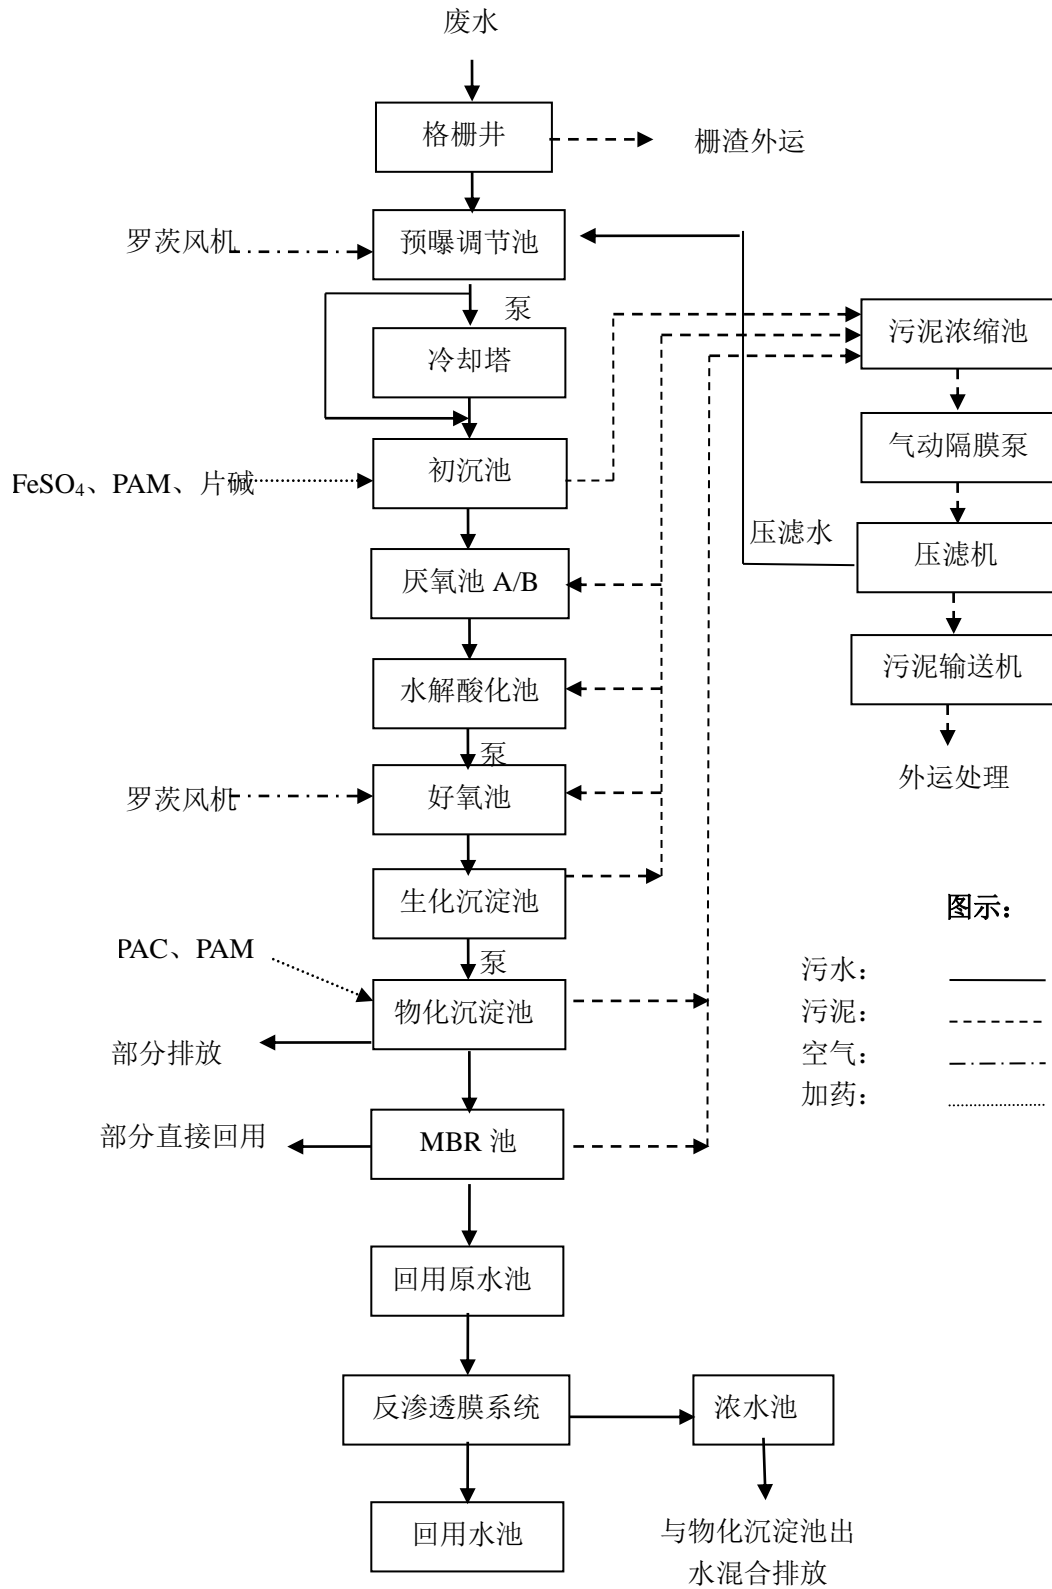 废水
格栅井
栅渣外运
罗茨风机
预曝调节池
泵
污泥浓缩池
冷却塔
气动隔膜泵
初沉池
FeSO₄、PAM、片碱
压滤水
压滤机
厌氧池 A/B
污泥输送机
水解酸化池
泵
外运处理
罗茨风机
好氧池
生化沉淀池
图示：
PAC、PAM
泵
污水：
物化沉淀池
污泥：
部分排放
空气：
加药：
部分直接回用
MBR 池
回用原水池
反渗透膜系统
浓水池
回用水池
与物化沉淀池出
水混合排放